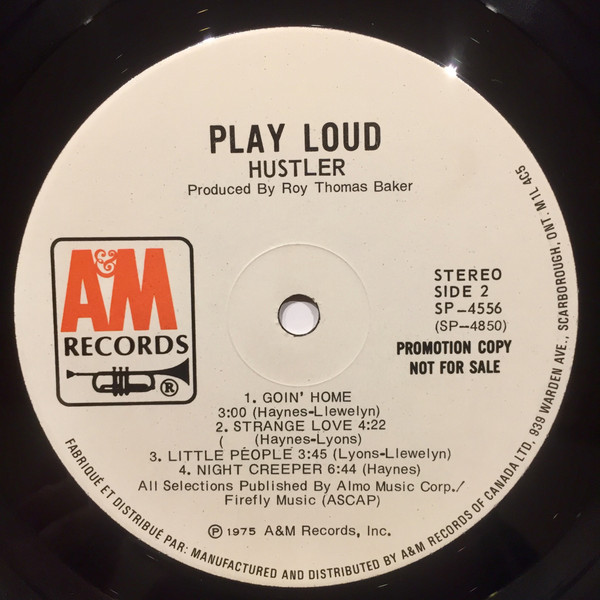 PLAY LOUD
HUSTLER
Produced By Roy Thomas Baker
A&M
RECORDS
®
STEREO
SIDE 2
SP-4556
(SP-4850)
PROMOTION COPY
NOT FOR SALE
1. GOIN' HOME
3:00 (Haynes-Llewelyn)
2. STRANGE LOVE 4:22
( (Haynes-Lyons)
3. LITTLE PEOPLE 3:45 (Lyons-Llewelyn)
4. NIGHT CREEPER 6:44 (Haynes)
All Selections Published By Almo Music Corp./
Firefly Music (ASCAP)
℗ 1975 A&M Records, Inc.
FABRIQUÉ ET DISTRIBUÉ PAR: MANUFACTURED AND DISTRIBUTED BY A&M RECORDS OF CANADA LTD, 939 WARDEN AVE., SCARBOROUGH, ONT. M1L 4C5